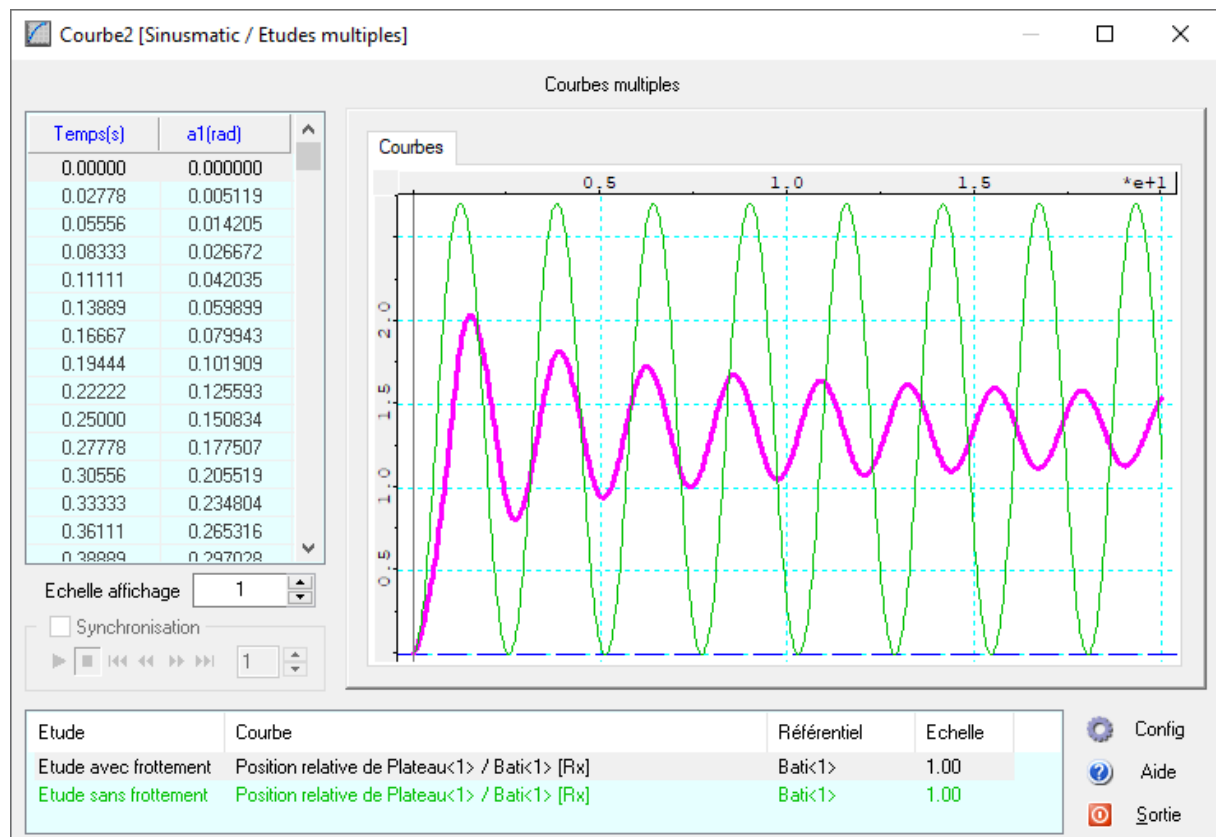 Courbe2 [Sinusmatic / Etudes multiples]
Courbes multiples
Temps(s) a1(rad)
0.00000 0.000000
0.02778 0.005119
0.05556 0.014205
0.08333 0.026672
0.11111 0.042035
0.13889 0.059899
0.16667 0.079943
0.19444 0.101909
0.22222 0.125593
0.25000 0.150834
0.27778 0.177507
0.30556 0.205519
0.33333 0.234804
0.36111 0.265316
0.38889 0.297028
Echelle affichage 1
Synchronisation
1
Courbes
0.5 1.0 1.5 *e+1
2.0
1.5
1.0
0.5
Etude Courbe Référentiel Echelle
Etude avec frottement Position relative de Plateau<1> / Bati<1> [Rx] Bati<1> 1.00
Etude sans frottement Position relative de Plateau<1> / Bati<1> [Rx] Bati<1> 1.00
Config
Aide
Sortie